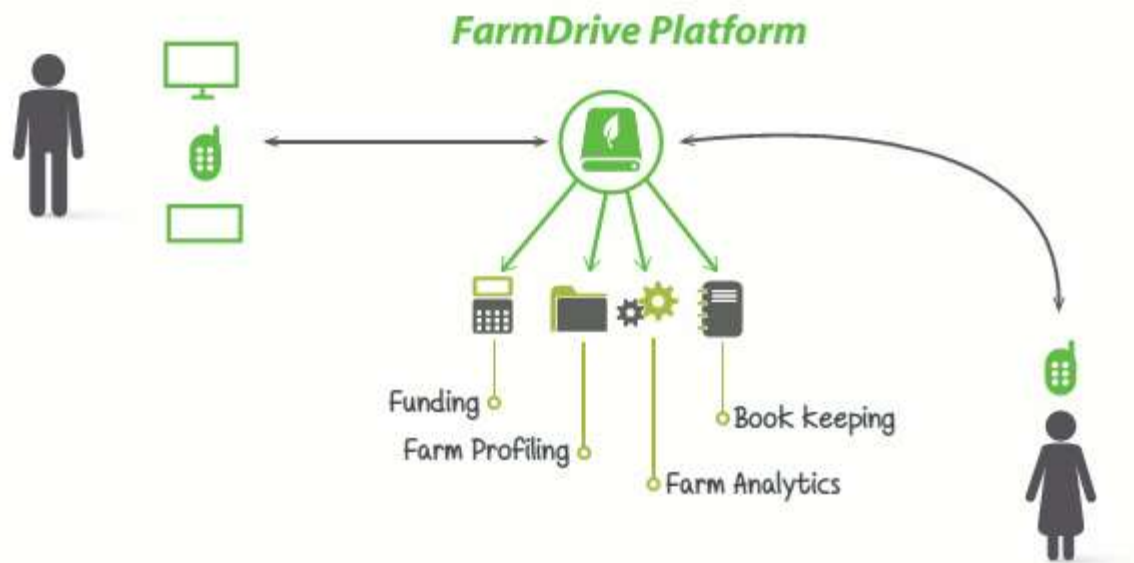 FarmDrive Platform
Funding
Farm Profiling
Book keeping
Farm Analytics